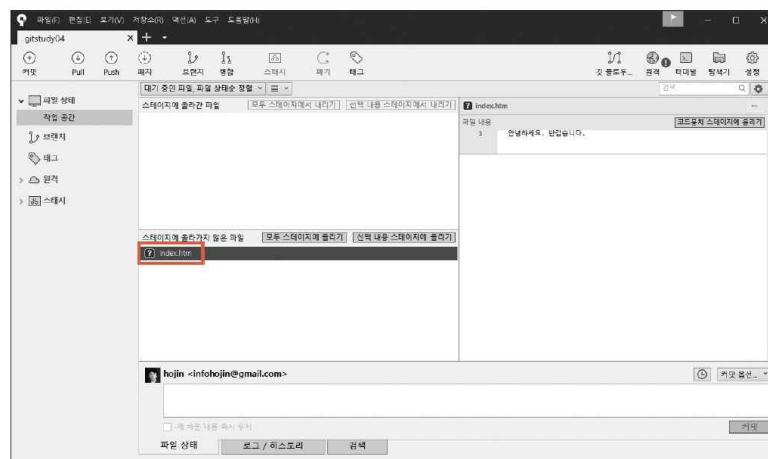 파일(F) 편집(E) 보기(V) 저장소(R) 액션(A) 도구 도움말(H)
gitstudy04 X + ▾
커밋 Pull Push 패치 브랜치 병합 스태시 폐기 태그 깃 플로우... 원격 터미널 탐색기 설정
대기 중인 파일, 파일 상태순 정렬 검색
파일 상태
작업 공간
브랜치
태그
원격
스태시
스테이지에 올라간 파일 모두 스테이지에서 내리기 선택 내용 스테이지에서 내리기
스테이지에 올라가지 않은 파일 모두 스테이지에 올리기 선택 내용 스테이지에 올리기
index.htm
index.htm
파일 내용 코드뭉치 스테이지에 올리기
안녕하세요. 반갑습니다.
hojin <infohojin@gmail.com>
커밋 옵션...
커밋
파일 상태 로그 / 히스토리 검색